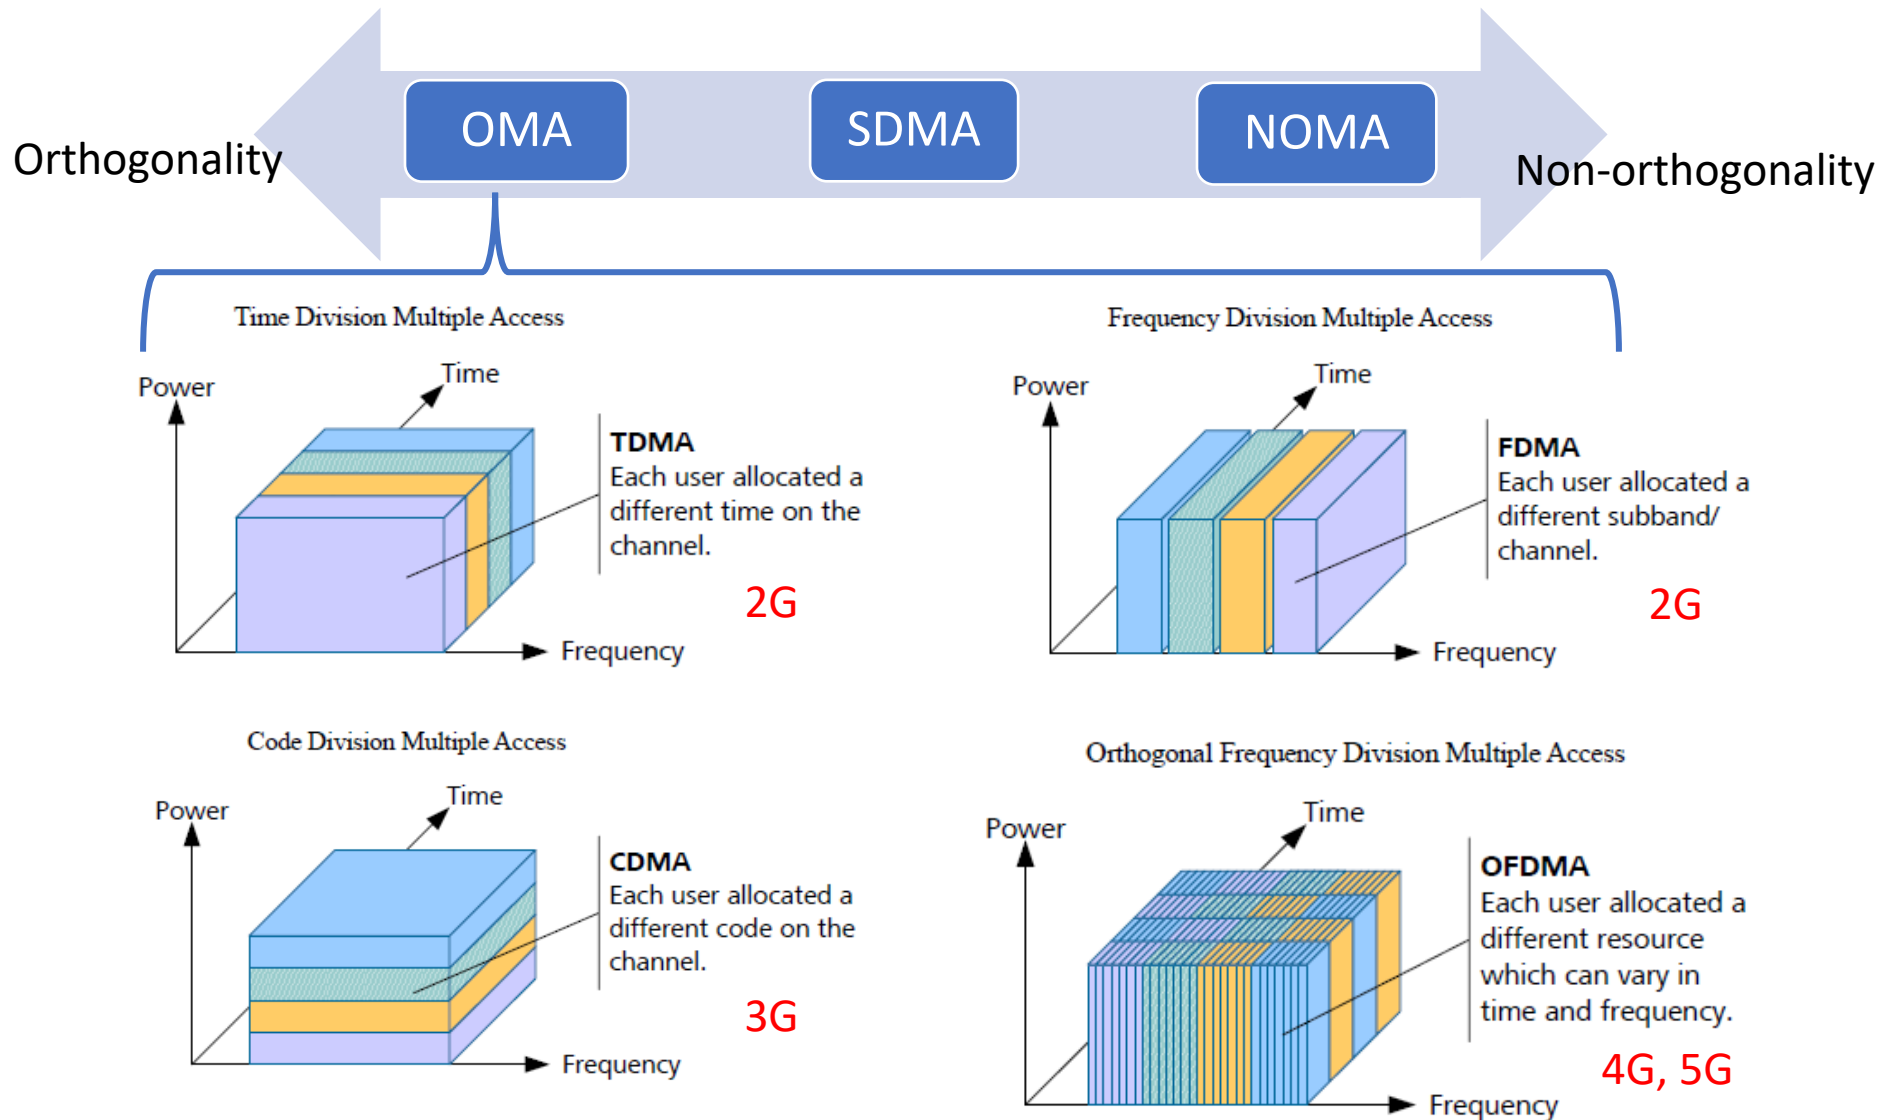 OMA
SDMA
NOMA
Orthogonality
Non-orthogonality
Time Division Multiple Access
Power
Time
TDMA
Each user allocated a
different time on the
channel.
2G
Frequency
Frequency Division Multiple Access
Power
Time
FDMA
Each user allocated a
different subband/
channel.
2G
Frequency
Code Division Multiple Access
Power
Time
CDMA
Each user allocated a
different code on the
channel.
3G
Frequency
Orthogonal Frequency Division Multiple Access
Power
Time
OFDMA
Each user allocated a
different resource
which can vary in
time and frequency.
4G, 5G
Frequency